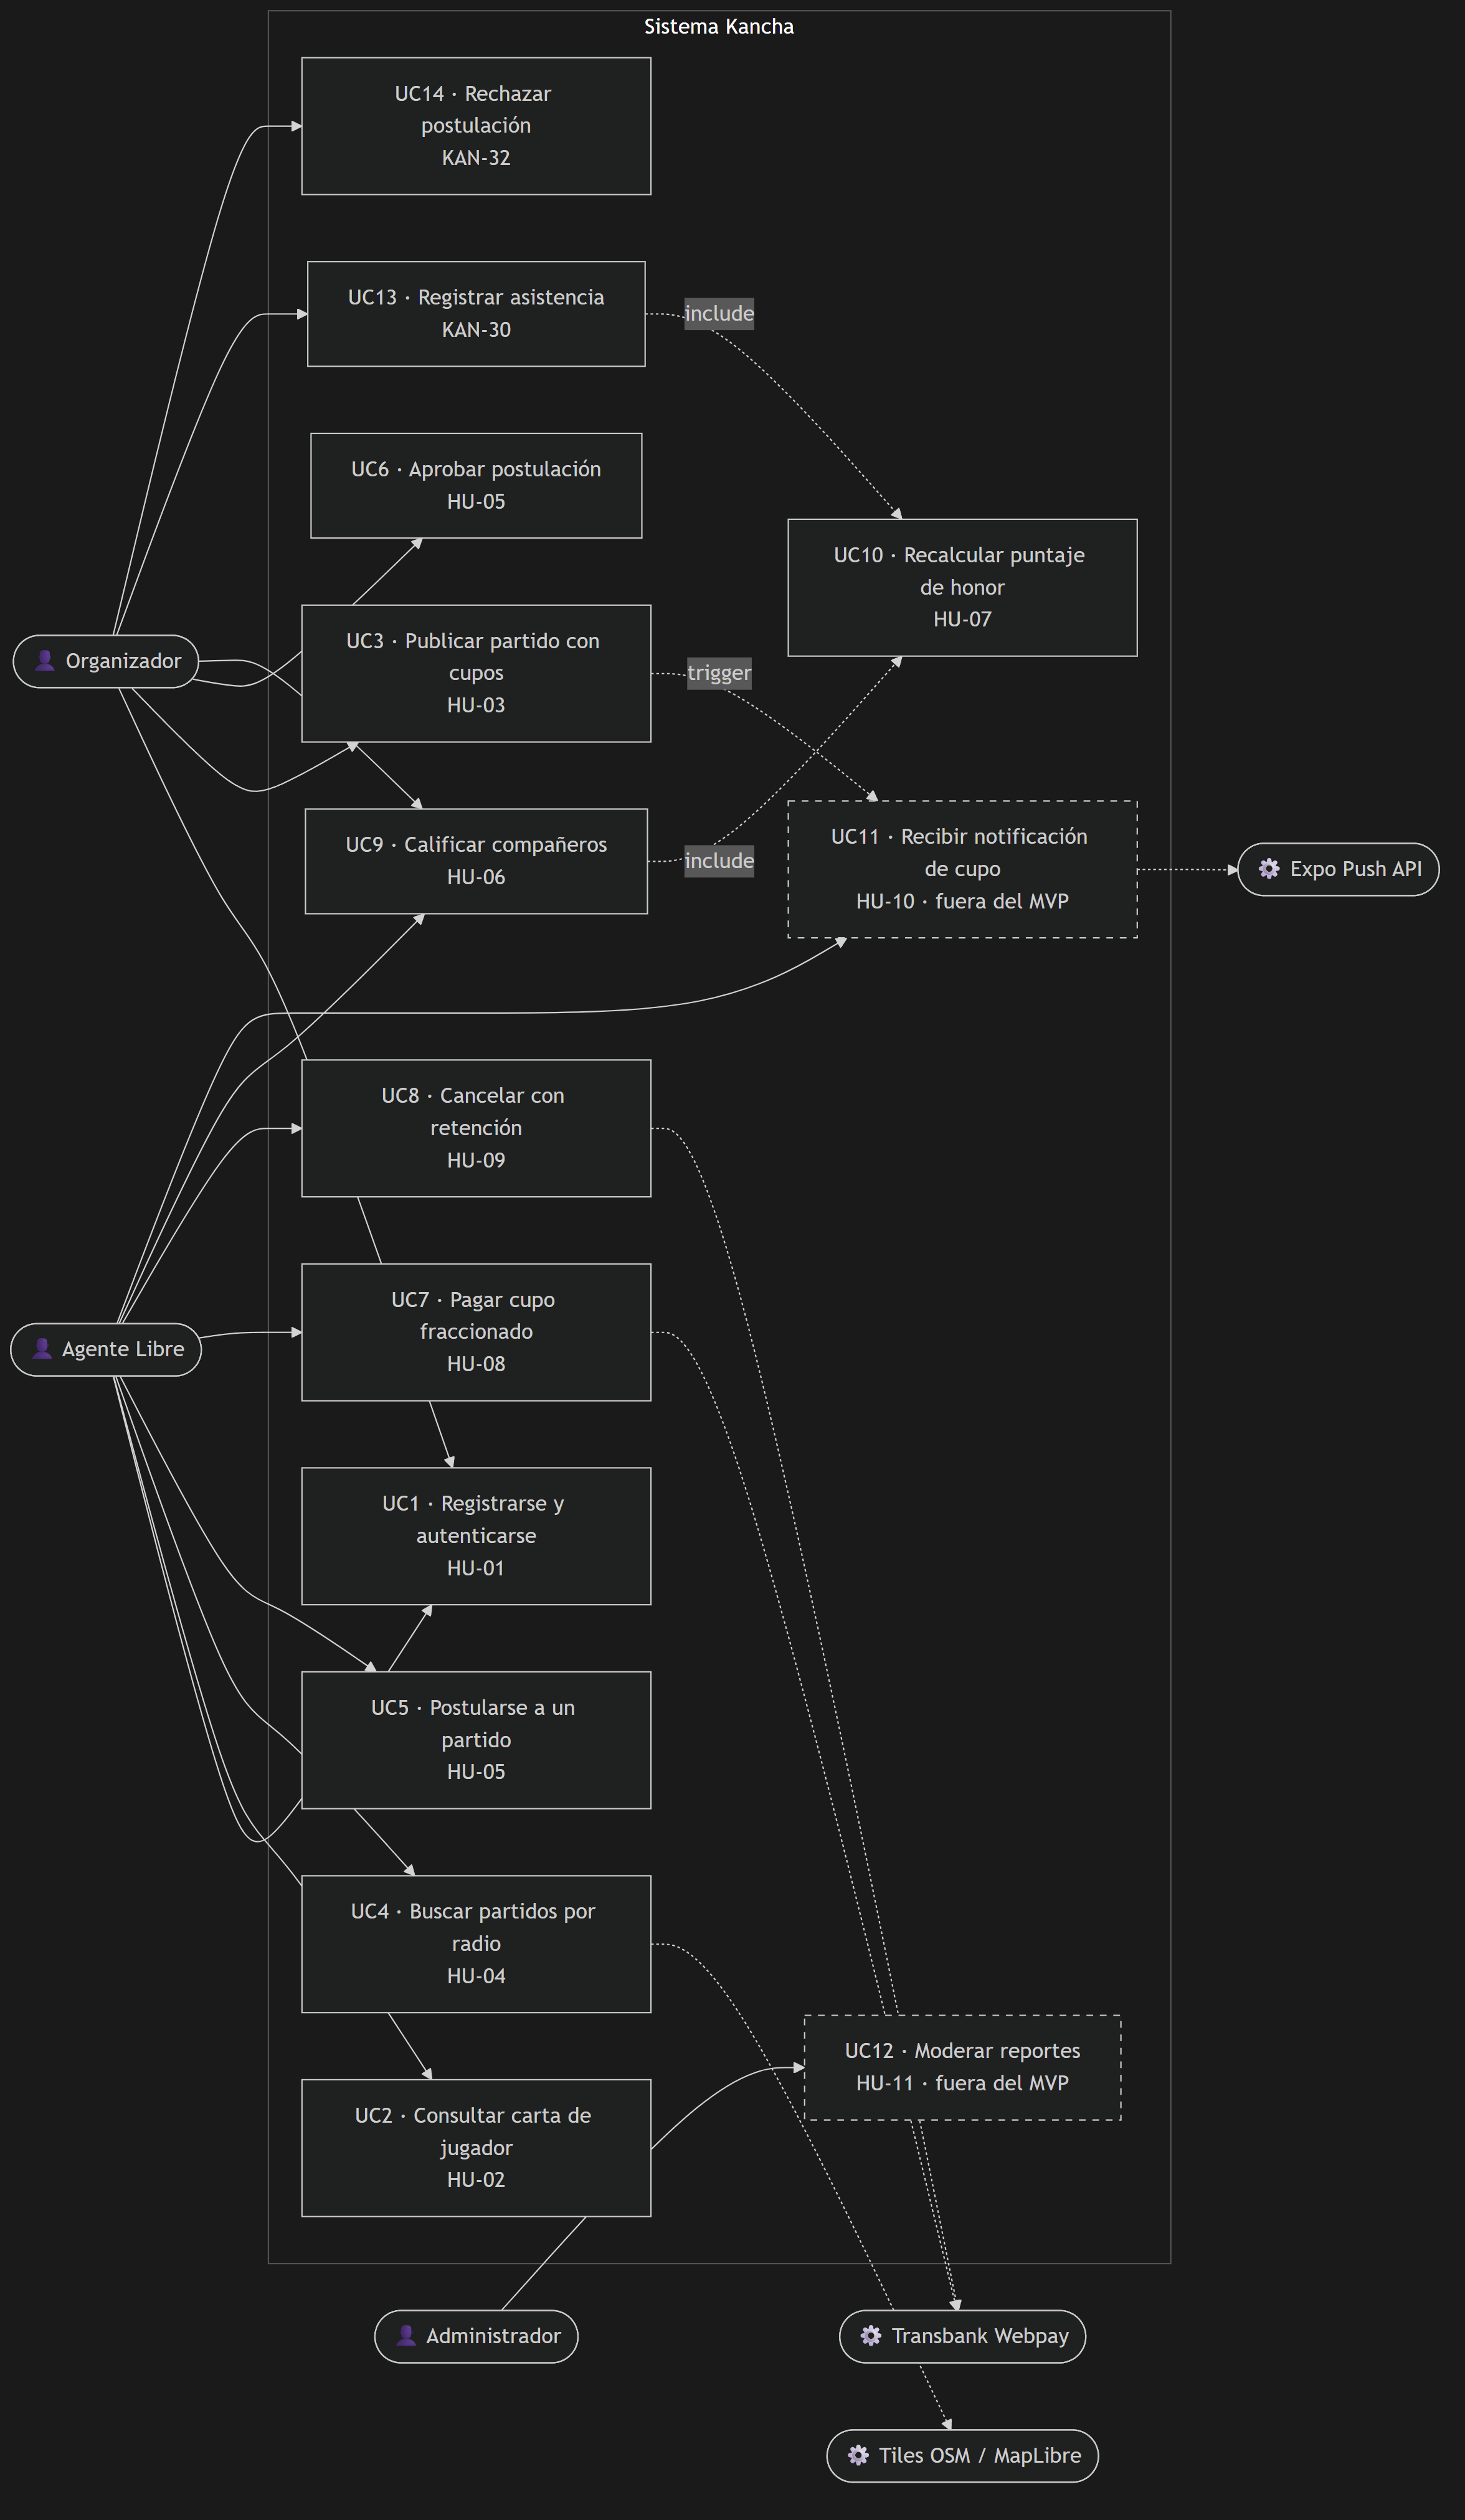 Sistema Kancha
UC14 · Rechazar
postulación
KAN-32
UC13 · Registrar asistencia
KAN-30
include
UC6 · Aprobar postulación
HU-05
UC10 · Recalcular puntaje
de honor
HU-07
Organizador
UC3 · Publicar partido con
cupos
HU-03
trigger
UC9 · Calificar compañeros
HU-06
include
UC11 · Recibir notificación
de cupo
HU-10 · fuera del MVP
Expo Push API
UC8 · Cancelar con
retención
HU-09
UC7 · Pagar cupo
fraccionado
HU-08
Agente Libre
UC1 · Registrarse y
autenticarse
HU-01
UC5 · Postularse a un
partido
HU-05
UC4 · Buscar partidos por
radio
HU-04
UC12 · Moderar reportes
HU-11 · fuera del MVP
UC2 · Consultar carta de
jugador
HU-02
Administrador
Transbank Webpay
Tiles OSM / MapLibre